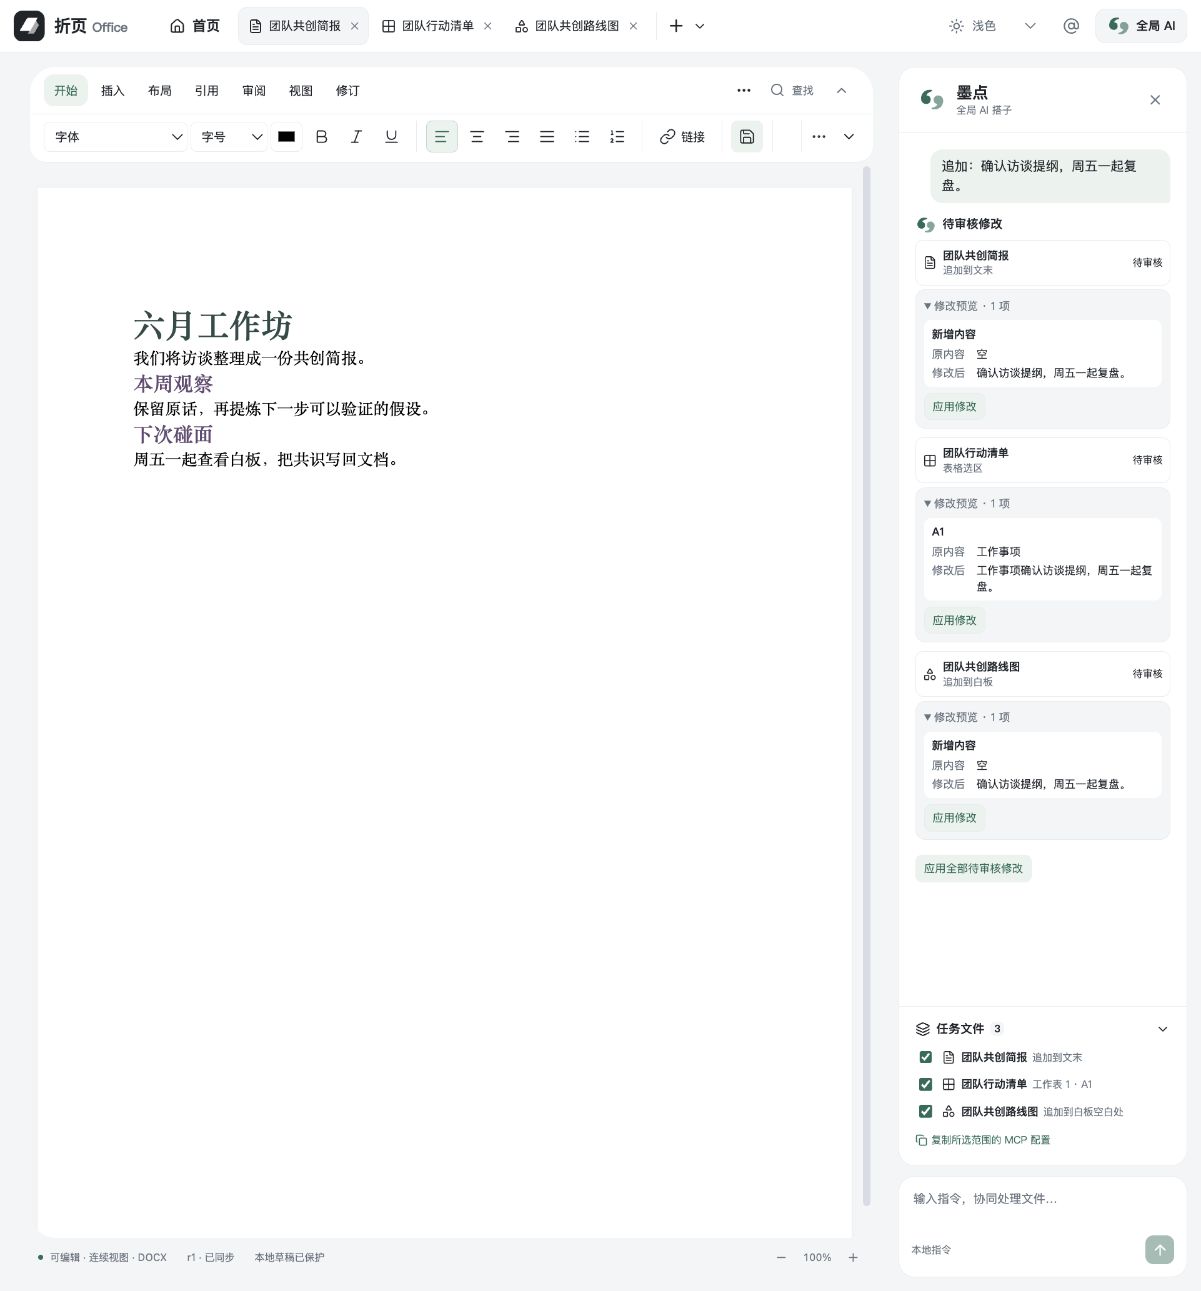 折页 Office
首页
团队共创简报
团队行动清单
团队共创路线图
浅色
全局 AI
开始 插入 布局 引用 审阅 视图 修订
查找
字体 字号 B I U 链接
六月工作坊
我们将访谈整理成一份共创简报。
本周观察
保留原话，再提炼下一步可以验证的假设。
下次碰面
周五一起查看白板，把共识写回文档。
可编辑 · 连续视图 · DOCX r1 · 已同步 本地草稿已保护
100%
墨点
全局 AI 搭子
追加：确认访谈提纲，周五一起复
盘。
待审核修改
团队共创简报
追加到文末
待审核
修改预览 · 1 项
新增内容
原内容 空
修改后 确认访谈提纲，周五一起复盘。
应用修改
团队行动清单
表格选区
待审核
修改预览 · 1 项
A1
原内容 工作事项
修改后 工作事项确认访谈提纲，周五一起复
盘。
应用修改
团队共创路线图
追加到白板
待审核
修改预览 · 1 项
新增内容
原内容 空
修改后 确认访谈提纲，周五一起复盘。
应用修改
应用全部待审核修改
任务文件 3
团队共创简报 追加到文末
团队行动清单 工作表 1 · A1
团队共创路线图 追加到白板空白处
复制所选范围的 MCP 配置
输入指令，协同处理文件...
本地指令